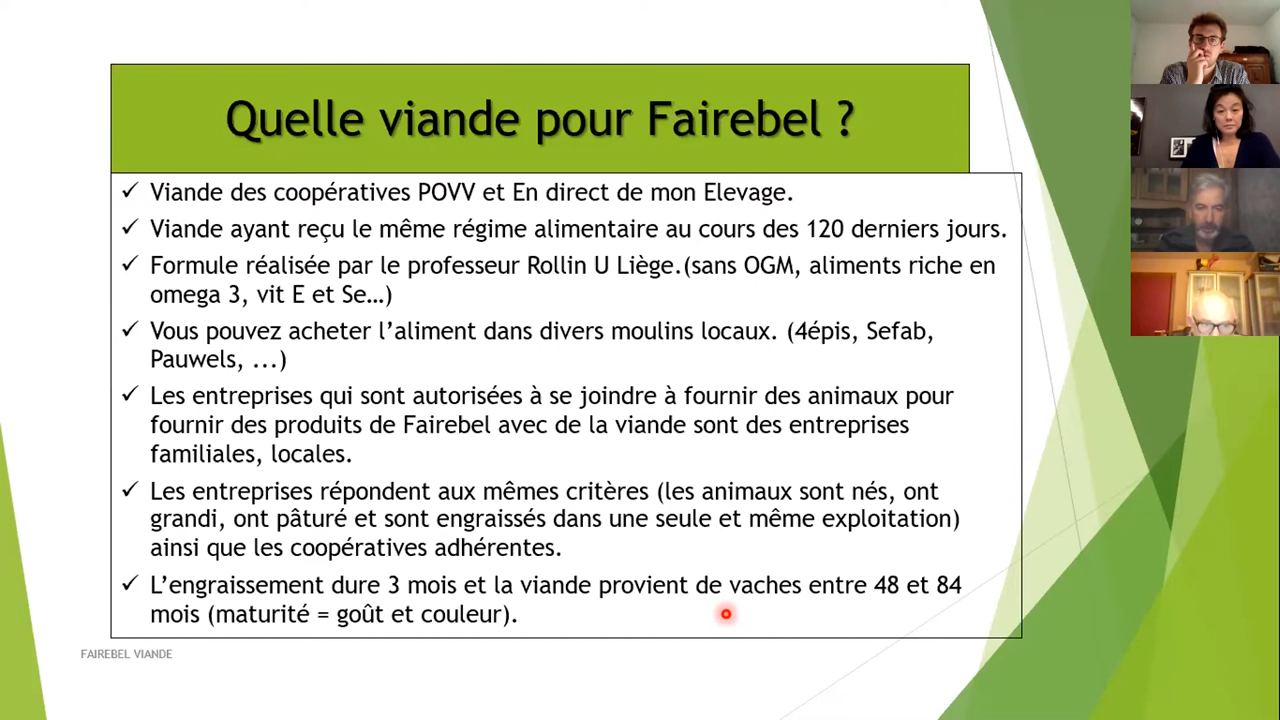 Quelle viande pour Fairebel ?
✓ Viande des coopératives POVV et En direct de mon Elevage.
✓ Viande ayant reçu le même régime alimentaire au cours des 120 derniers jours.
✓ Formule réalisée par le professeur Rollin U Liège.(sans OGM, aliments riche en
omega 3, vit E et Se…)
✓ Vous pouvez acheter l’aliment dans divers moulins locaux. (4épis, Sefab,
Pauwels, ...)
✓ Les entreprises qui sont autorisées à se joindre à fournir des animaux pour
fournir des produits de Fairebel avec de la viande sont des entreprises
familiales, locales.
✓ Les entreprises répondent aux mêmes critères (les animaux sont nés, ont
grandi, ont pâturé et sont engraissés dans une seule et même exploitation)
ainsi que les coopératives adhérentes.
✓ L’engraissement dure 3 mois et la viande provient de vaches entre 48 et 84
mois (maturité = goût et couleur).
FAIREBEL VIANDE